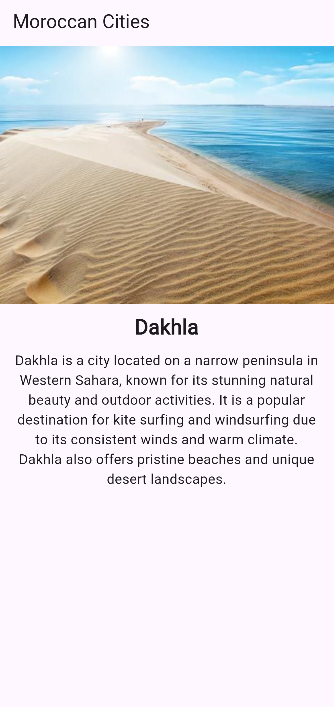 Moroccan Cities
Dakhla
Dakhla is a city located on a narrow peninsula in
Western Sahara, known for its stunning natural
beauty and outdoor activities. It is a popular
destination for kite surfing and windsurfing due
to its consistent winds and warm climate.
Dakhla also offers pristine beaches and unique
desert landscapes.